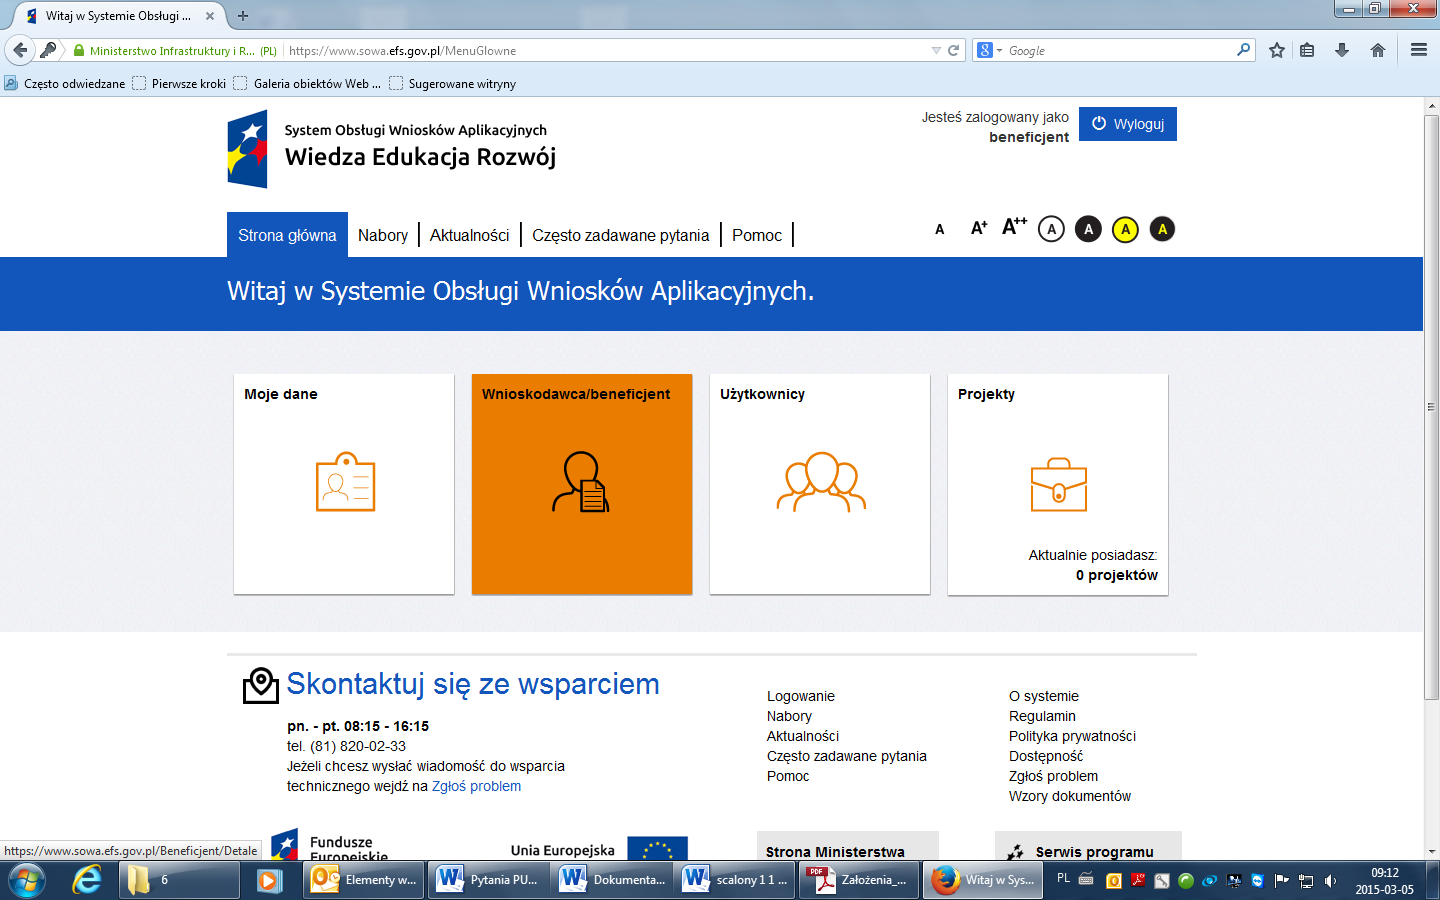 Witaj w Systemie Obsługi ...
Ministerstwo Infrastruktury i R... (PL)
https://www.sowa.efs.gov.pl/MenuGlowne
Google
Często odwiedzane
Pierwsze kroki
Galeria obiektów Web ...
Sugerowane witryny
System Obsługi Wniosków Aplikacyjnych
Wiedza Edukacja Rozwój
Jesteś zalogowany jako
beneficjent
Wyloguj
Strona główna
Nabory
Aktualności
Często zadawane pytania
Pomoc
A A+ A++ A A A A
Witaj w Systemie Obsługi Wniosków Aplikacyjnych.
Moje dane
Wnioskodawca/beneficjent
Użytkownicy
Projekty
Aktualnie posiadasz:
0 projektów
Skontaktuj się ze wsparciem
pn. - pt. 08:15 - 16:15
tel. (81) 820-02-33
Jeżeli chcesz wysłać wiadomość do wsparcia
technicznego wejdź na Zgłoś problem
Logowanie
Nabory
Aktualności
Często zadawane pytania
Pomoc
O systemie
Regulamin
Polityka prywatności
Dostępność
Zgłoś problem
Wzory dokumentów
Fundusze
Europejskie
Unia Europejska
Strona Ministerstwa
Serwis programu
https://www.sowa.efs.gov.pl/Beneficjent/Detale
6
Elementy w...
Pytania PU...
Dokumenta...
scalony 1 1 ...
PDF
Założenia_...
Witaj w Sys...
PL
09:12
2015-03-05